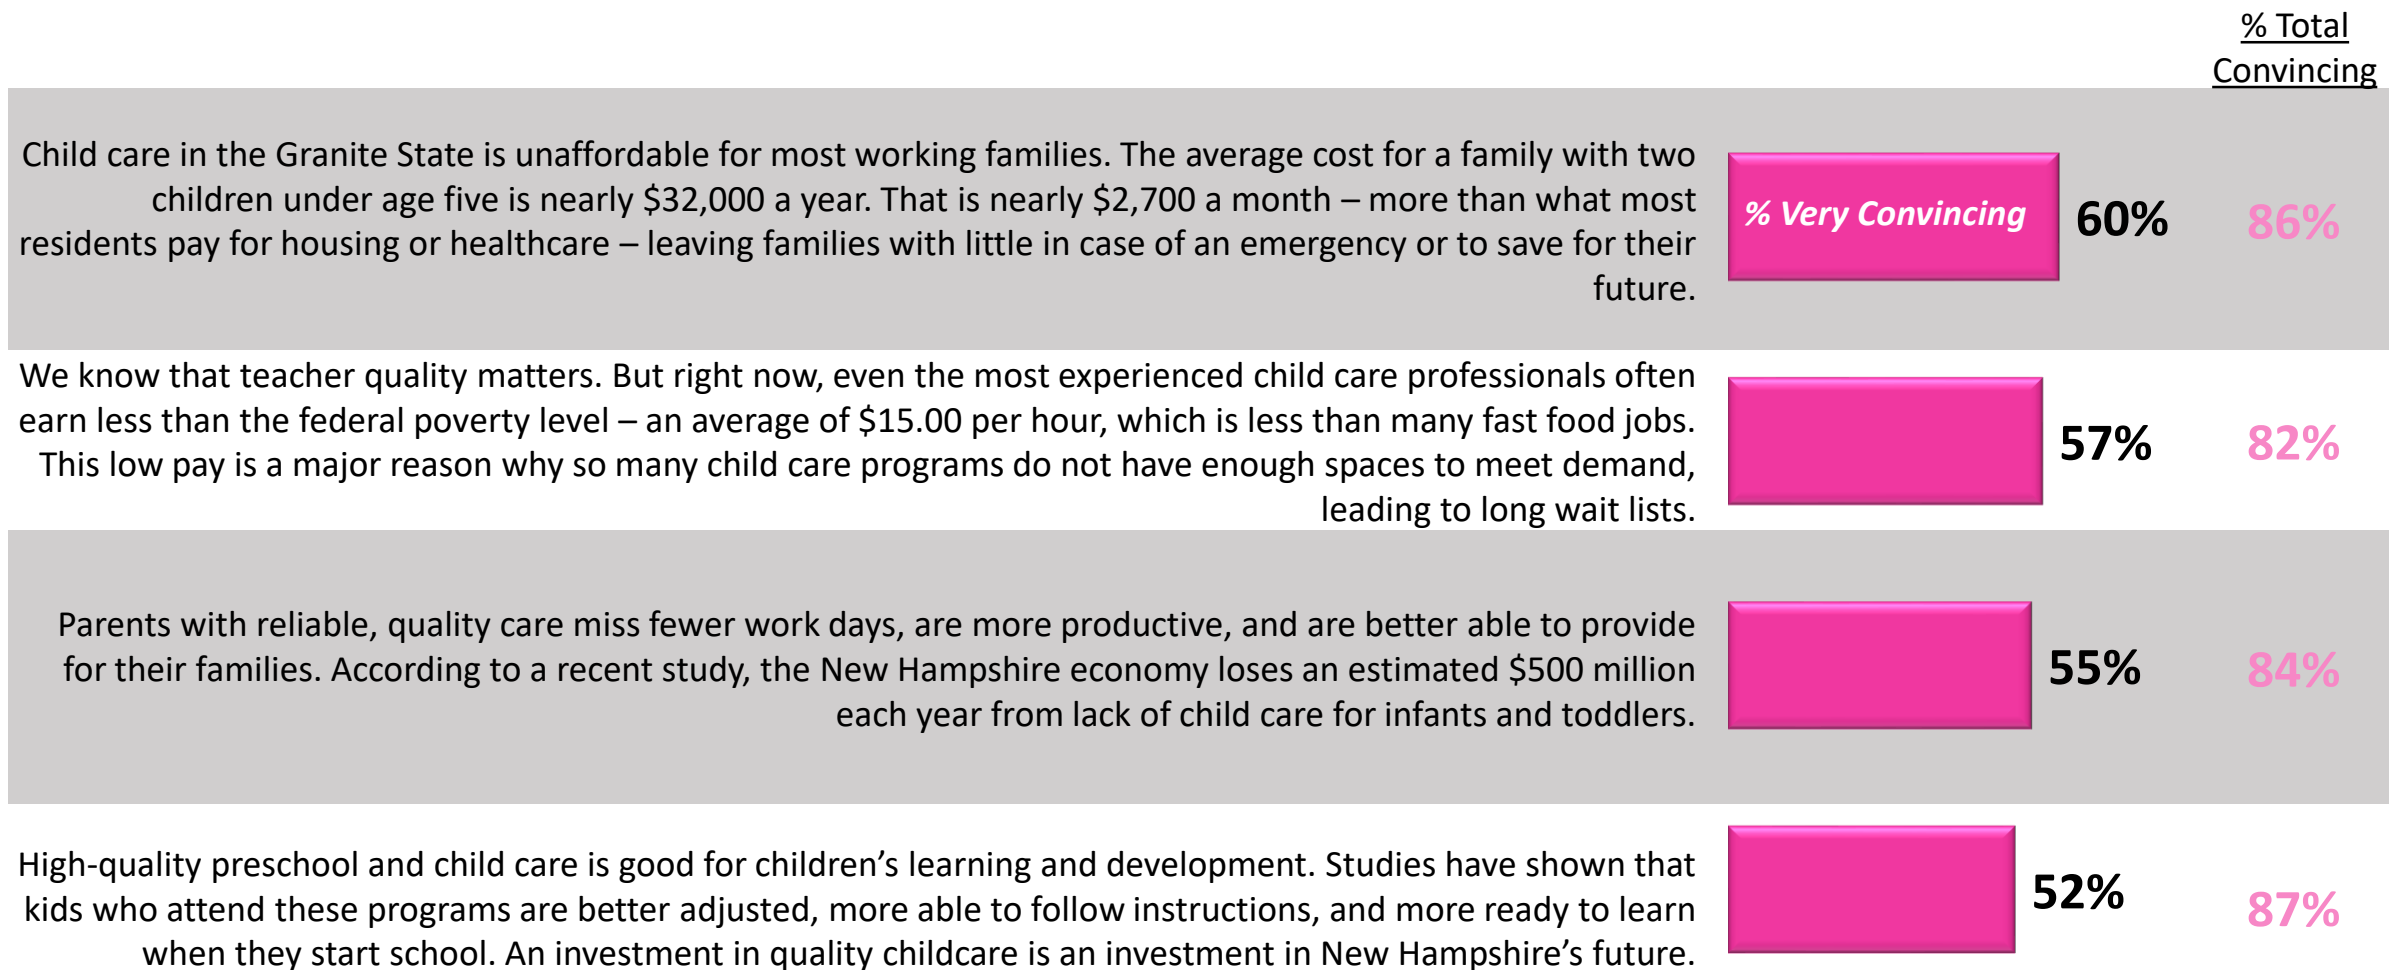 % Total
Convincing
Child care in the Granite State is unaffordable for most working families. The average cost for a family with two
children under age five is nearly $32,000 a year. That is nearly $2,700 a month – more than what most
residents pay for housing or healthcare – leaving families with little in case of an emergency or to save for their
future.
% Very Convincing 60% 86%
We know that teacher quality matters. But right now, even the most experienced child care professionals often
earn less than the federal poverty level – an average of $15.00 per hour, which is less than many fast food jobs.
This low pay is a major reason why so many child care programs do not have enough spaces to meet demand,
leading to long wait lists.
57% 82%
Parents with reliable, quality care miss fewer work days, are more productive, and are better able to provide
for their families. According to a recent study, the New Hampshire economy loses an estimated $500 million
each year from lack of child care for infants and toddlers.
55% 84%
High-quality preschool and child care is good for children’s learning and development. Studies have shown that
kids who attend these programs are better adjusted, more able to follow instructions, and more ready to learn
when they start school. An investment in quality childcare is an investment in New Hampshire’s future.
52% 87%